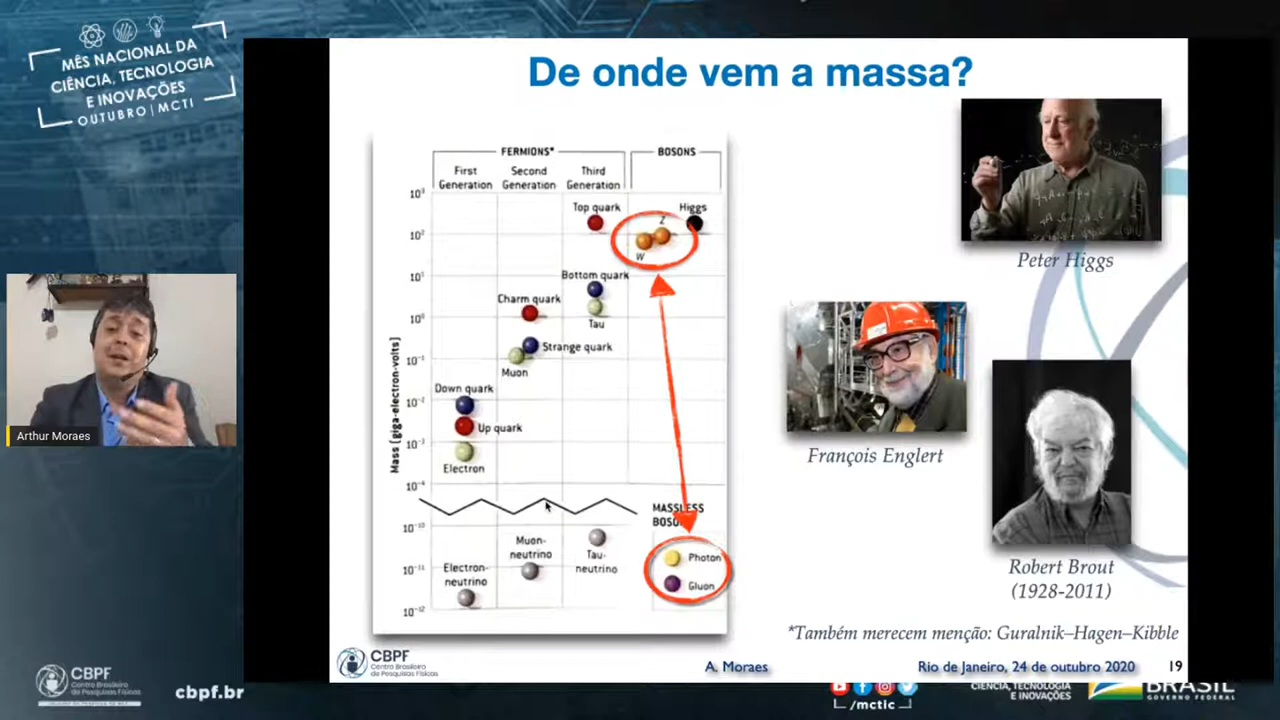 MÊS NACIONAL DA
CIÊNCIA, TECNOLOGIA
E INOVAÇÕES
OUTUBRO | MCTI
De onde vem a massa?
FERMIONS*
BOSONS
First
Generation
Second
Generation
Third
Generation
Mass [giga-electron-volts)
10³
10²
10¹
10⁰
10⁻¹
10⁻²
10⁻³
10⁻⁴
10⁻¹⁰
10⁻¹¹
10⁻¹²
Top quark
Higgs
Z
W
Bottom quark
Charm quark
Tau
Strange quark
Muon
Down quark
Up quark
Electron
MASSLESS
Muon-
neutrino
Tau-
neutrino
Electron-
neutrino
Photon
Gluon
Peter Higgs
François Englert
Robert Brout
(1928-2011)
*Também merecem menção: Guralnik–Hagen–Kibble
Arthur Moraes
CBPF
Centro Brasileiro
de Pesquisas Físicas
A. Moraes
Rio de Janeiro, 24 de outubro 2020
19
CBPF
Centro Brasileiro
de Pesquisas Físicas
cbpf.br
/mctic
CIÊNCIA, TECNOLOGIA
E INOVAÇÕES
BRASIL
GOVERNO FEDERAL